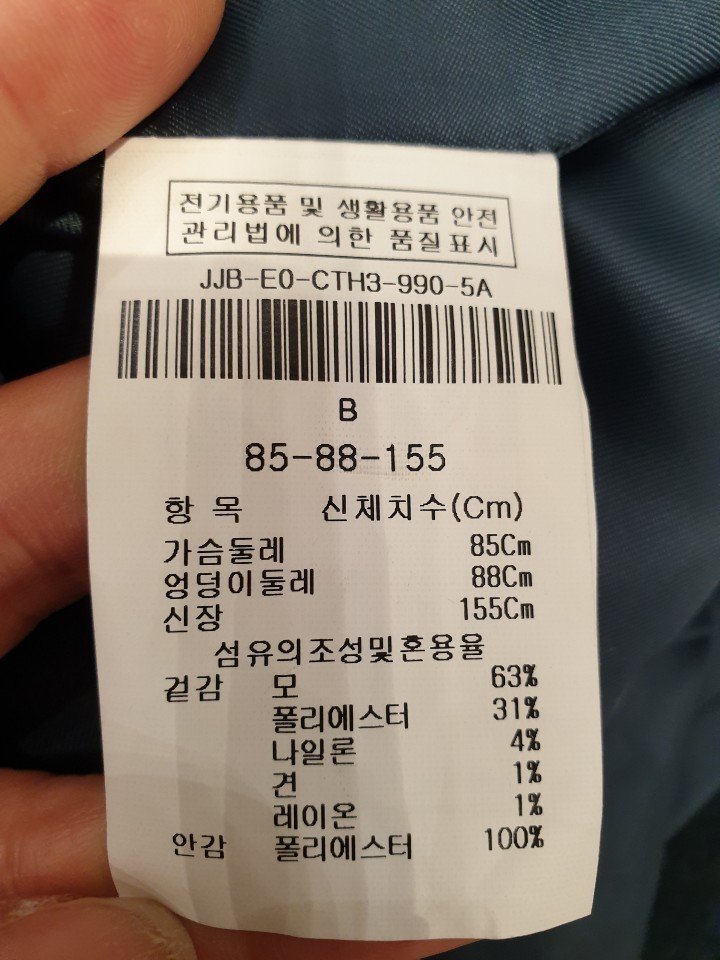 전기용품 및 생활용품 안전
관리법에 의한 품질표시
JJB-E0-CTH3-990-5A
B
85-88-155
항 목 신체치수(Cm)
가슴둘레 85Cm
엉덩이둘레 88Cm
신장 155Cm
섬유의조성및혼용율
겉감 모 63%
폴리에스터 31%
나일론 4%
견 1%
레이온 1%
안감 폴리에스터 100%